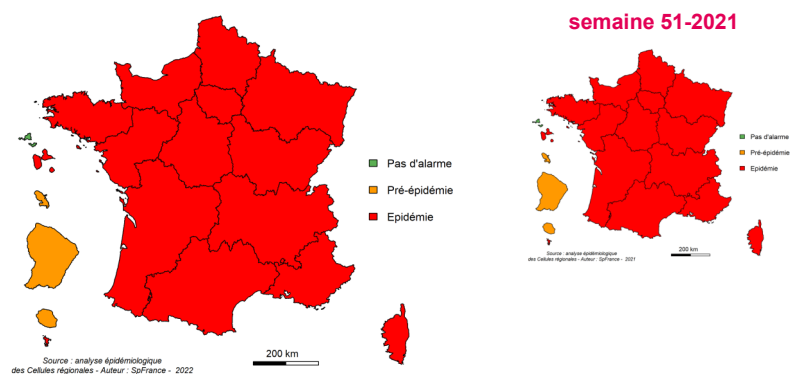 semaine 51-2021
Pas d'alarme
Pré-épidémie
Epidémie
200 km
Source : analyse épidémiologique
des Cellules régionales - Auteur : SpFrance - 2022
Pas d'alarme
Pré-épidémie
Epidémie
200 km
Source : analyse épidémiologique
des Cellules régionales - Auteur : SpFrance - 2021